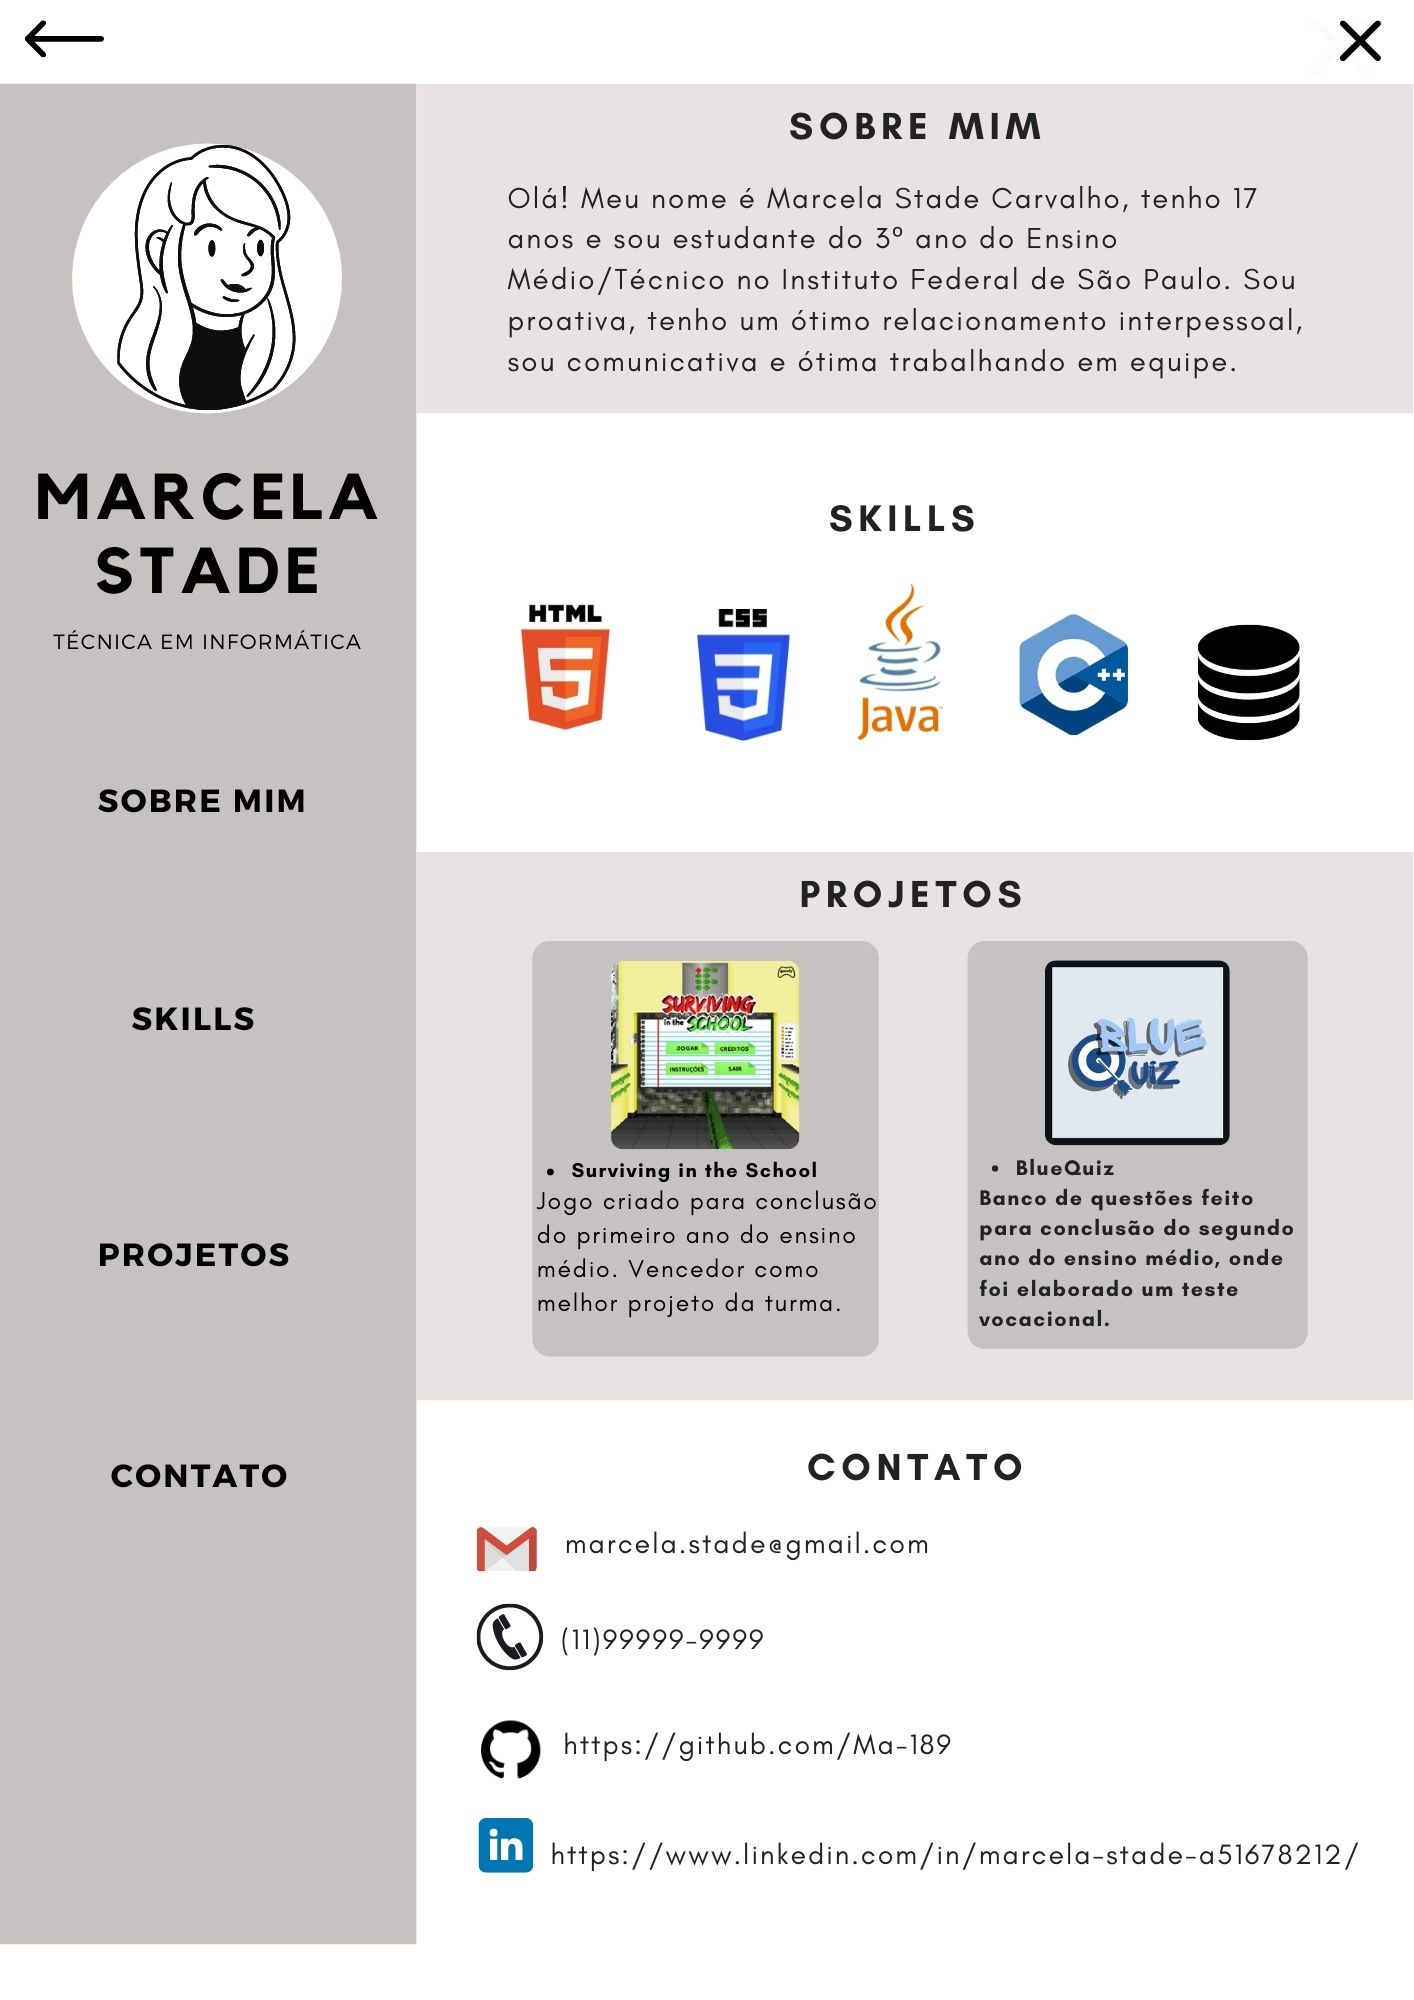 MARCELA
STADE
TÉCNICA EM INFORMÁTICA
SOBRE MIM
SKILLS
PROJETOS
CONTATO
SOBRE MIM
Olá! Meu nome é Marcela Stade Carvalho, tenho 17
anos e sou estudante do 3º ano do Ensino
Médio/Técnico no Instituto Federal de São Paulo. Sou
proativa, tenho um ótimo relacionamento interpessoal,
sou comunicativa e ótima trabalhando em equipe.
SKILLS
HTML
5
CSS
3
Java
C++
PROJETOS
SURVIVING
in the SCHOOL
JOGAR CRÉDITOS
INSTRUÇÕES SAIR
• Surviving in the School
Jogo criado para conclusão
do primeiro ano do ensino
médio. Vencedor como
melhor projeto da turma.
BLUE
QUIZ
• BlueQuiz
Banco de questões feito
para conclusão do segundo
ano do ensino médio, onde
foi elaborado um teste
vocacional.
CONTATO
marcela.stade@gmail.com
(11)99999-9999
https://github.com/Ma-189
in https://www.linkedin.com/in/marcela-stade-a51678212/